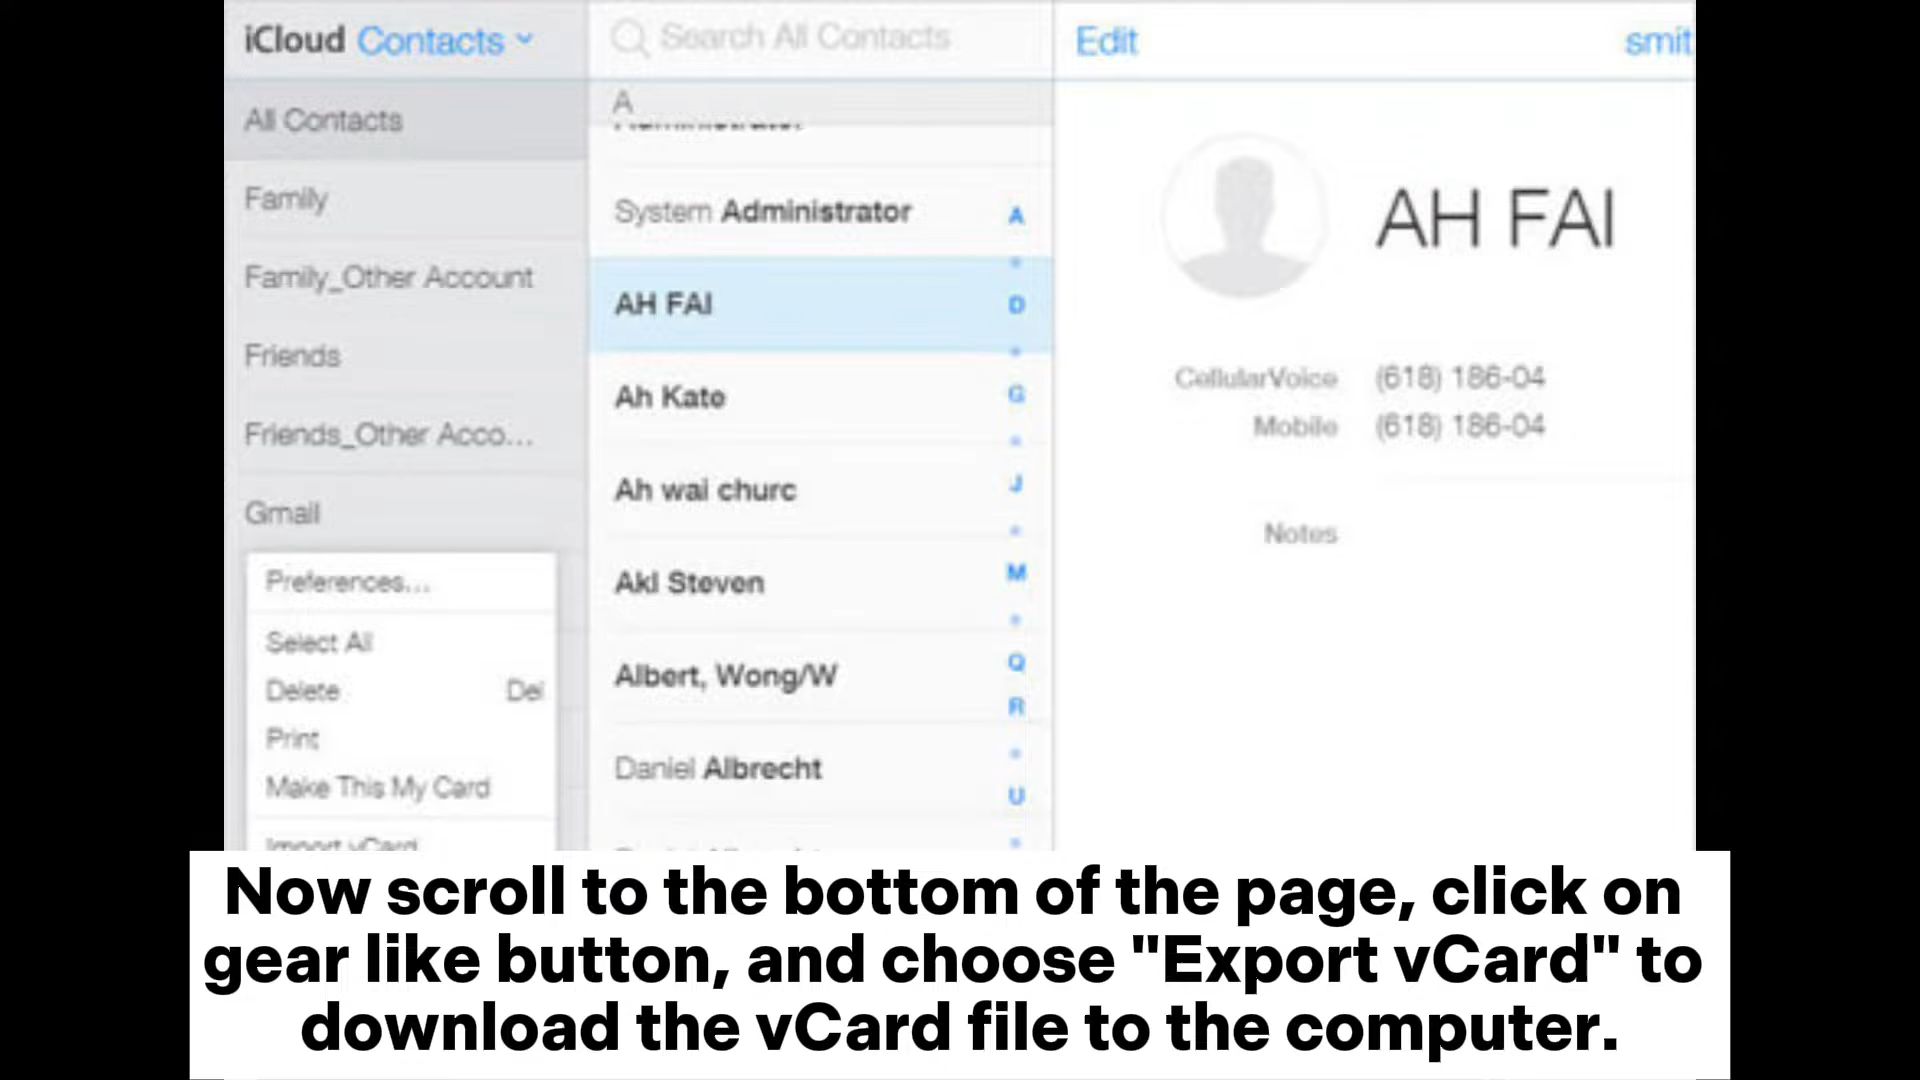 iCloud Contacts
Search All Contacts
Edit
smit
All Contacts
Family
Family_Other Account
Friends
Friends_Other Acco...
Gmail
Preferences...
Select All
Delete Del
Print
Make This My Card
Import vCard
A
Administrator
System Administrator
AH FAI
Ah Kate
Ah wai churc
Akl Steven
Albert, Wong/W
Daniel Albrecht
A
D
G
J
M
Q
R
U
AH FAI
CellularVoice (618) 186-04
Mobile (618) 186-04
Notes
Now scroll to the bottom of the page, click on
gear like button, and choose "Export vCard" to
download the vCard file to the computer.